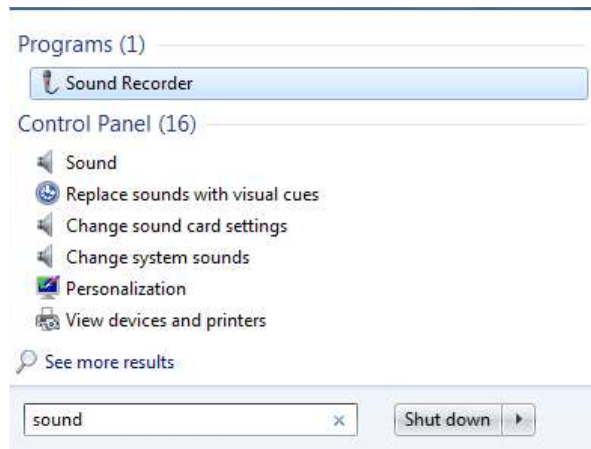 Programs (1)
Sound Recorder
Control Panel (16)
Sound
Replace sounds with visual cues
Change sound card settings
Change system sounds
Personalization
View devices and printers
See more results
sound
Shut down